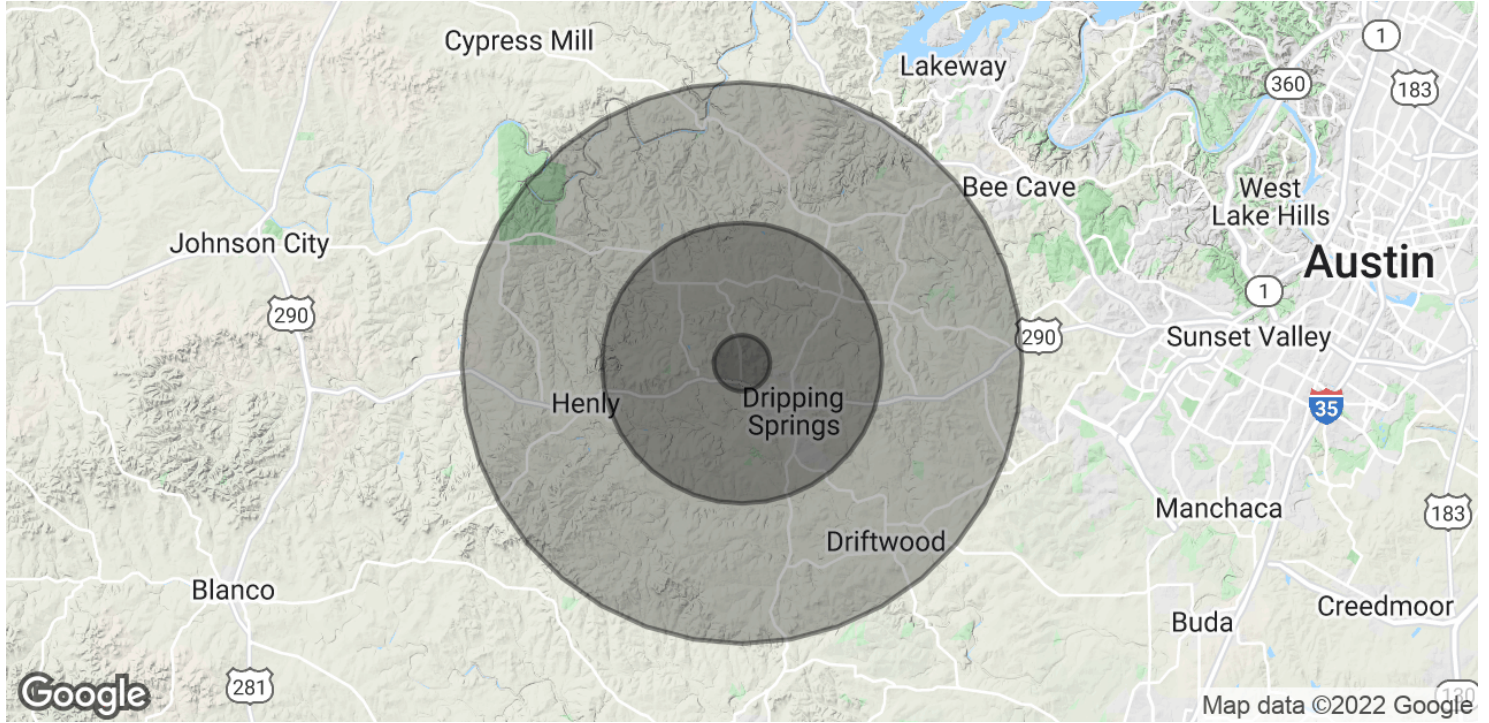 Cypress Mill
1
Lakeway
360
183
Bee Cave
West
Lake Hills
Johnson City
Austin
290
1
290
Sunset Valley
Henly
Dripping
Springs
35
Manchaca
183
Driftwood
Blanco
Creedmoor
Buda
281
130
Google
Map data ©2022 Google